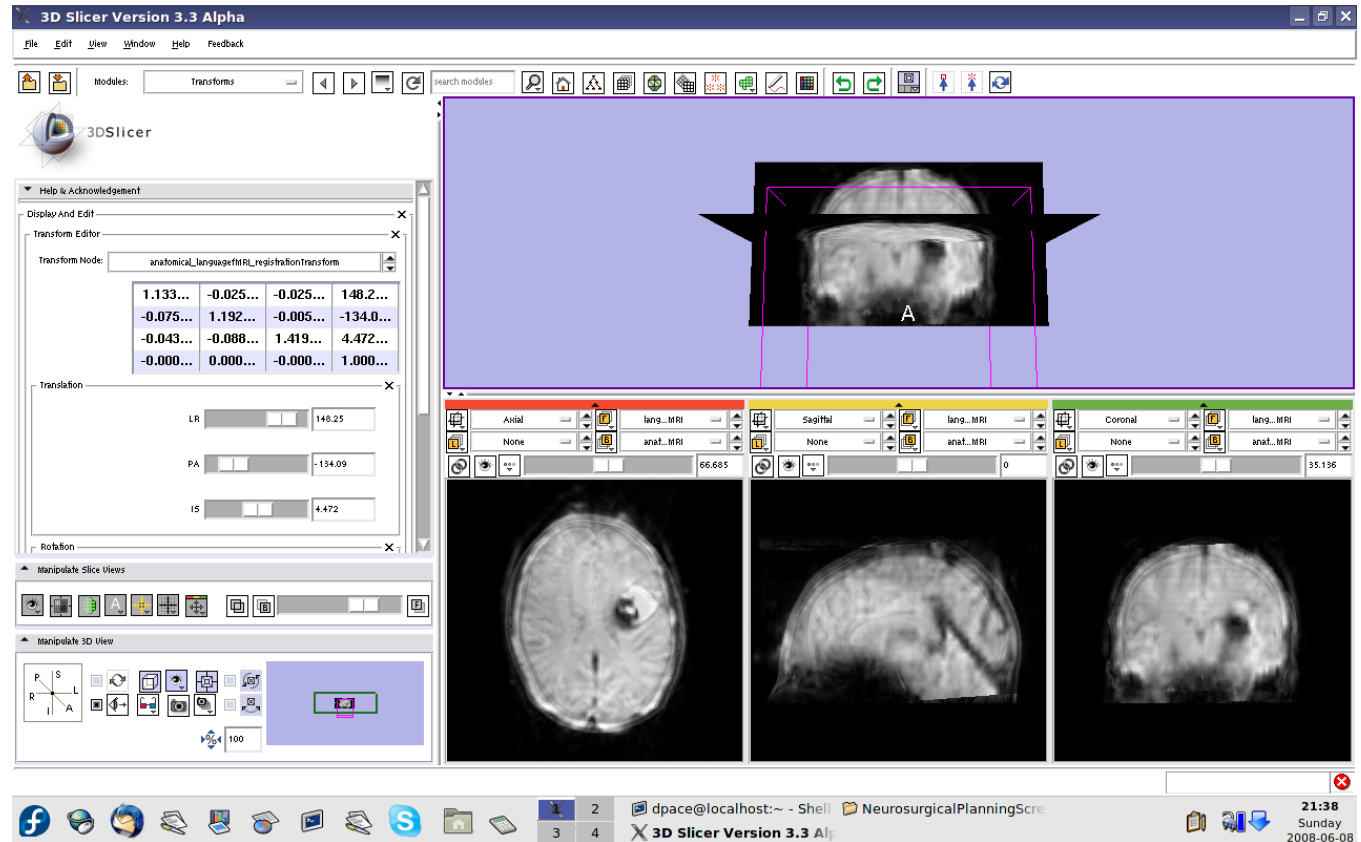 3D Slicer Version 3.3 Alpha
File Edit View Window Help Feedback
Modules: Transforms search modules
3DSlicer
Help & Acknowledgement
Display And Edit
Transform Editor
Transform Node: anatomical_languagefMRI_registrationTransform
1.133... -0.025... -0.025... 148.2...
-0.075... 1.192... -0.005... -134.0...
-0.043... -0.088... 1.419... 4.472...
-0.000... 0.000... -0.000... 1.000...
Translation
LR 148.25
PA -134.09
IS 4.472
Rotation
Manipulate Slice Views
A B F
Manipulate 3D View
P S
R L
I A
% 100
A
Axial F lang...MRI Sagittal F lang...MRI Coronal F lang...MRI
L None B anat...MRI L None B anat...MRI L None B anat...MRI
66.685 0 35.136
1 2 dpace@localhost:~ - Shell NeurosurgicalPlanningScre
3 4 3D Slicer Version 3.3 Alp
21:38
Sunday
2008-06-08